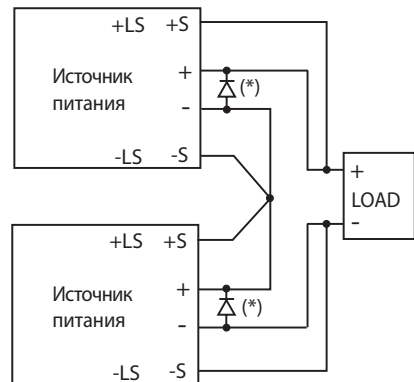 +LS +S
Источник
питания
+
-
(*)
-LS -S
+
LOAD
-
+LS +S
Источник
питания
+
-
(*)
-LS -S